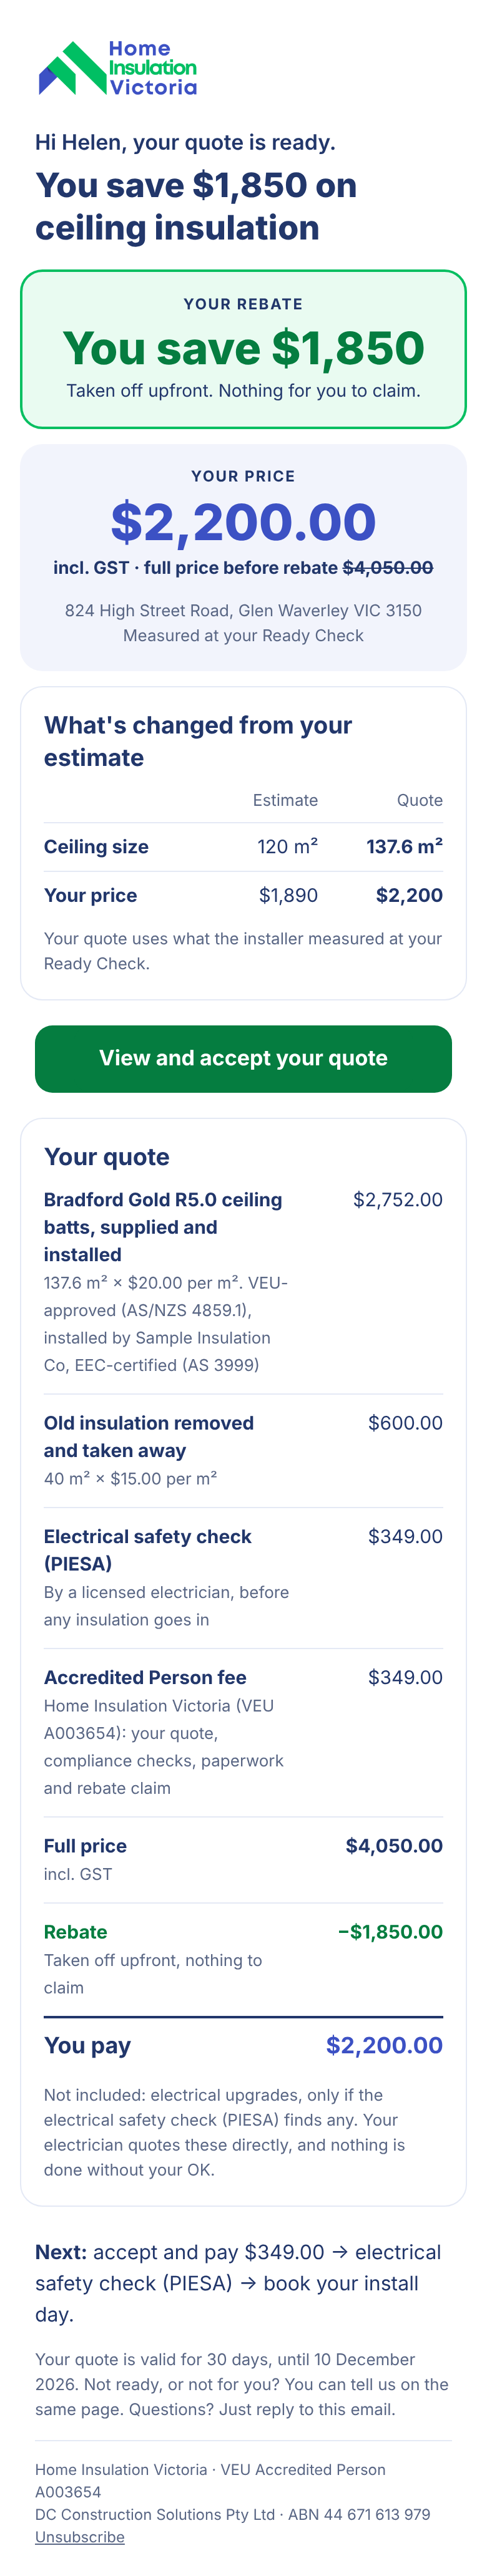 Home
Insulation
Victoria
Hi Helen, your quote is ready.
You save $1,850 on
ceiling insulation
YOUR REBATE
You save $1,850
Taken off upfront. Nothing for you to claim.
YOUR PRICE
$2,200.00
incl. GST · full price before rebate $4,050.00
824 High Street Road, Glen Waverley VIC 3150
Measured at your Ready Check
What's changed from your
estimate
Estimate Quote
Ceiling size 120 m² 137.6 m²
Your price $1,890 $2,200
Your quote uses what the installer measured at your
Ready Check.
View and accept your quote
Your quote
Bradford Gold R5.0 ceiling $2,752.00
batts, supplied and
installed
137.6 m² × $20.00 per m². VEU-
approved (AS/NZS 4859.1),
installed by Sample Insulation
Co, EEC-certified (AS 3999)
Old insulation removed $600.00
and taken away
40 m² × $15.00 per m²
Electrical safety check $349.00
(PIESA)
By a licensed electrician, before
any insulation goes in
Accredited Person fee $349.00
Home Insulation Victoria (VEU
A003654): your quote,
compliance checks, paperwork
and rebate claim
Full price $4,050.00
incl. GST
Rebate −$1,850.00
Taken off upfront, nothing to
claim
You pay $2,200.00
Not included: electrical upgrades, only if the
electrical safety check (PIESA) finds any. Your
electrician quotes these directly, and nothing is
done without your OK.
Next: accept and pay $349.00 → electrical
safety check (PIESA) → book your install
day.
Your quote is valid for 30 days, until 10 December
2026. Not ready, or not for you? You can tell us on the
same page. Questions? Just reply to this email.
Home Insulation Victoria · VEU Accredited Person
A003654
DC Construction Solutions Pty Ltd · ABN 44 671 613 979
Unsubscribe